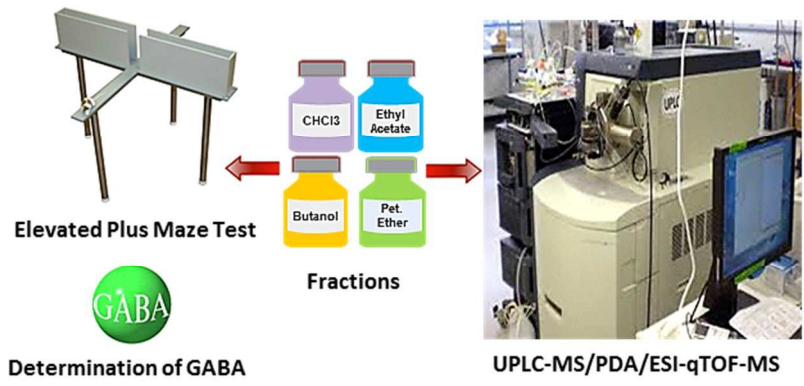 CHCl3
Ethyl
Acetate
Butanol
Pet.
Ether
Fractions
Elevated Plus Maze Test
GABA
Determination of GABA
UPLC
UPLC-MS/PDA/ESI-qTOF-MS